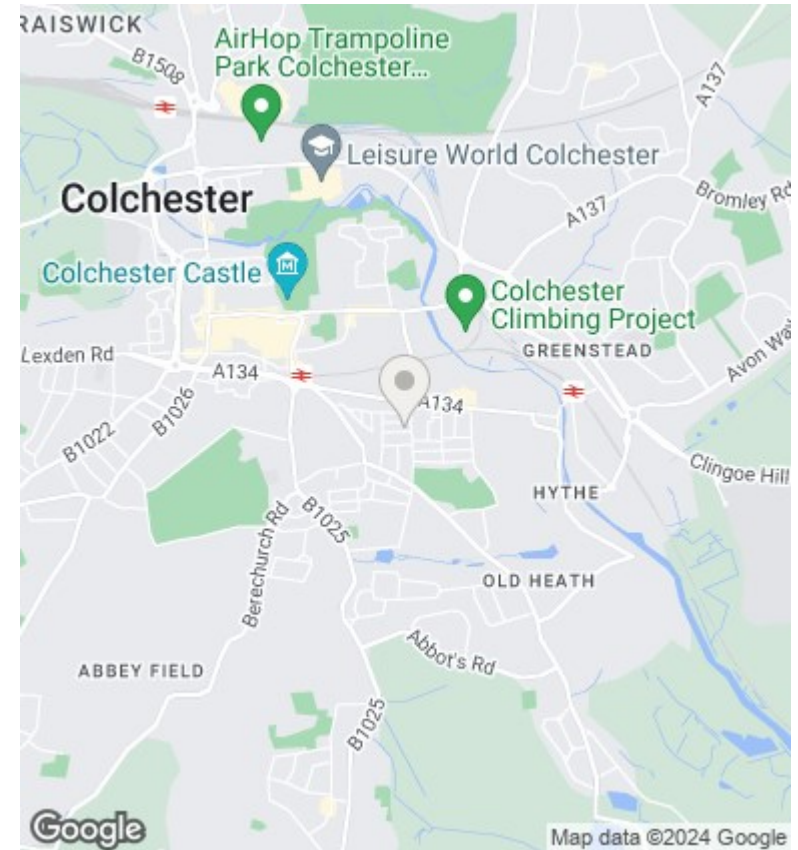 RAISWICK
B1508
AirHop Trampoline
Park Colchester...
A137
A137
Leisure World Colchester
Bromley Rd
Colchester
Colchester Castle
Colchester
Climbing Project
GREENSTEAD
Avon Way
Lexden Rd
A134
A134
B1026
B1022
Clingoe Hill
HYTHE
Berechurch Rd
B1025
OLD HEATH
Abbot's Rd
ABBEY FIELD
B1025
Google
Map data ©2024 Google